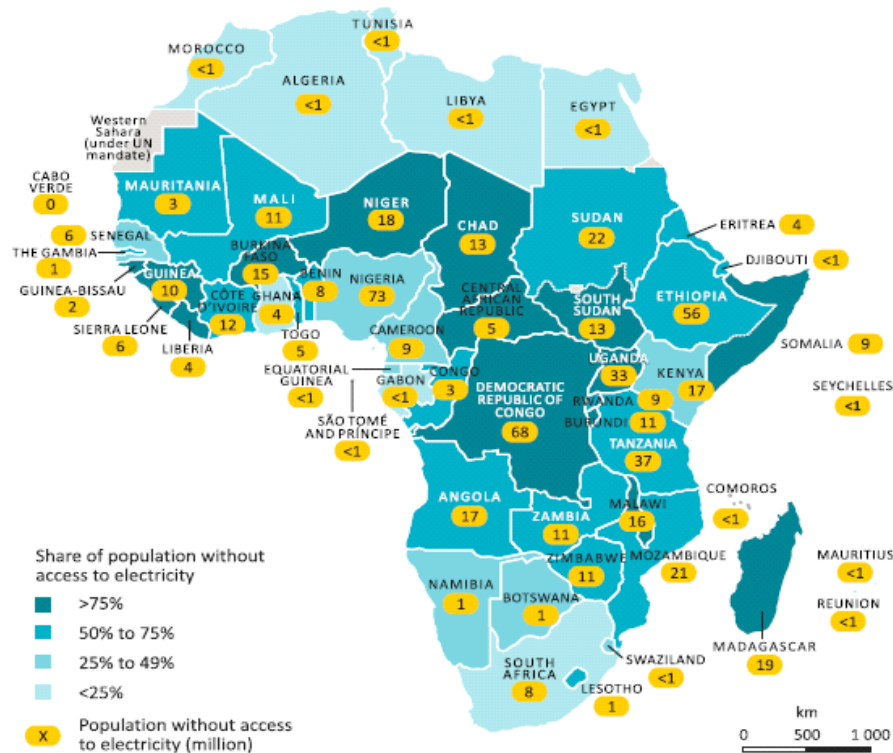 TUNISIA
<1
MOROCCO
<1
ALGERIA
<1
LIBYA
<1
EGYPT
<1
Western
Sahara
(under UN
mandate)
CABO
VERDE
0
MAURITANIA
3
MALI
11
NIGER
18
CHAD
13
SUDAN
22
ERITREA
4
DJIBOUTI
<1
6
SENEGAL
THE GAMBIA
1
GUINEA-BISSAU
2
GUINEA
10
SIERRA LEONE
6
LIBERIA
4
CÔTE
D'IVOIRE
12
BURKINA
FASO
15
GHANA
4
TOGO
5
BENIN
8
NIGERIA
73
CAMEROON
9
CENTRAL
AFRICAN
REPUBLIC
5
SOUTH
SUDAN
13
ETHIOPIA
56
SOMALIA
9
SEYCHELLES
<1
EQUATORIAL
GUINEA
<1
SÃO TOMÉ
AND PRÍNCIPE
<1
GABON
<1
CONGO
3
DEMOCRATIC
REPUBLIC OF
CONGO
68
UGANDA
33
KENYA
17
RWANDA
9
BURUNDI
11
TANZANIA
37
COMOROS
<1
ANGOLA
17
ZAMBIA
11
MALAWI
16
ZIMBABWE
11
MOZAMBIQUE
21
MAURITIUS
<1
REUNION
<1
MADAGASCAR
19
NAMIBIA
1
BOTSWANA
1
SOUTH
AFRICA
8
SWAZILAND
<1
LESOTHO
1
Share of population without
access to electricity
>75%
50% to 75%
25% to 49%
<25%
X
Population without access
to electricity (million)
km
0 500 1 000